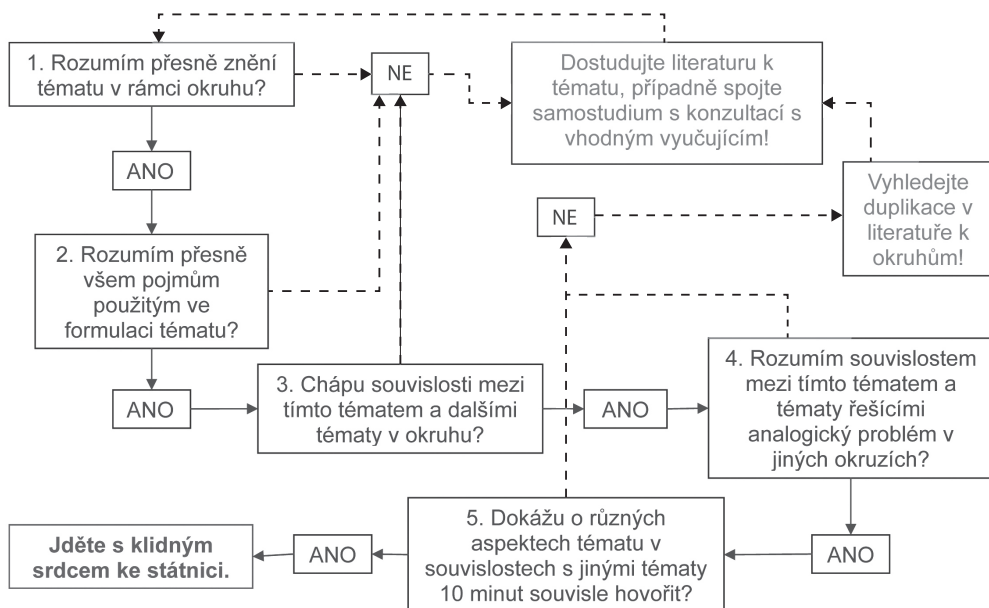 1. Rozumím přesně znění
tématu v rámci okruhu?
NE
Dostudujte literaturu k
tématu, případně spojte
samostudium s konzultací s
vhodným vyučujícím!
ANO
NE
Vyhledejte
duplikace v
literatuře k
okruhům!
2. Rozumím přesně
všem pojmům
použitým ve
formulaci tématu?
ANO
3. Chápu souvislosti mezi
tímto tématem a dalšími
tématy v okruhu?
ANO
4. Rozumím souvislostem
mezi tímto tématem a
tématy řešícími
analogický problém v
jiných okruzích?
ANO
5. Dokážu o různých
aspektech tématu v
souvislostech s jinými tématy
10 minut souvisle hovořit?
ANO
Jděte s klidným
srdcem ke státnici.